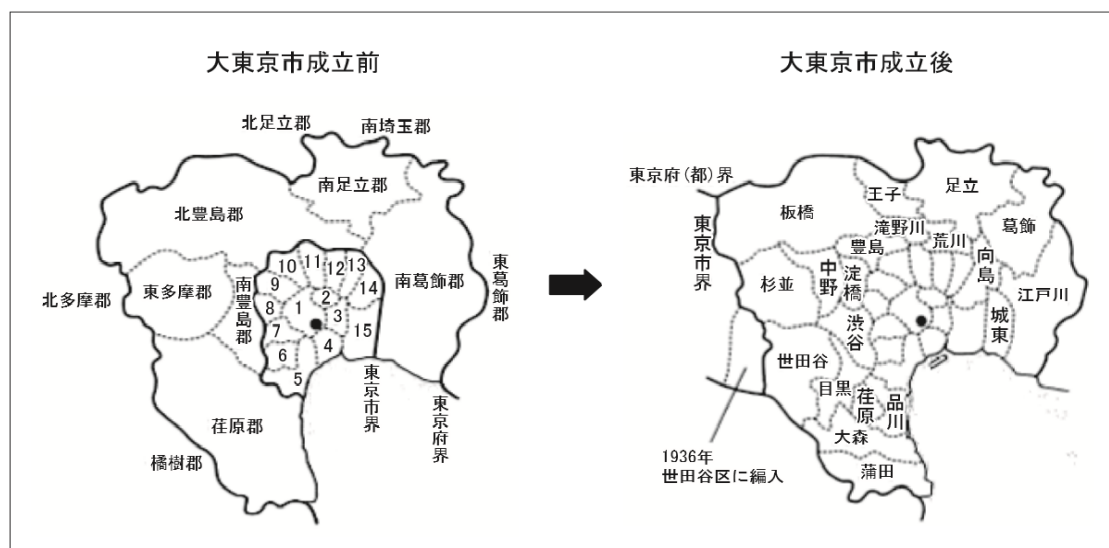 大東京市成立前
北足立郡
南埼玉郡
南足立郡
北豊島郡
南葛飾郡
東葛飾郡
東多摩郡
北多摩郡
南豊島郡
10
11
12
13
9
14
8
1
2
3
7
15
6
4
5
荏原郡
橘樹郡
東京市界
東京府界
大東京市成立後
東京府(都)界
東京市界
王子
足立
板橋
滝野川
葛飾
豊島
荒川
向島
杉並
中野
淀橋
江戸川
城東
渋谷
世田谷
目黒
荏原
品川
大森
蒲田
1936年
世田谷区に編入